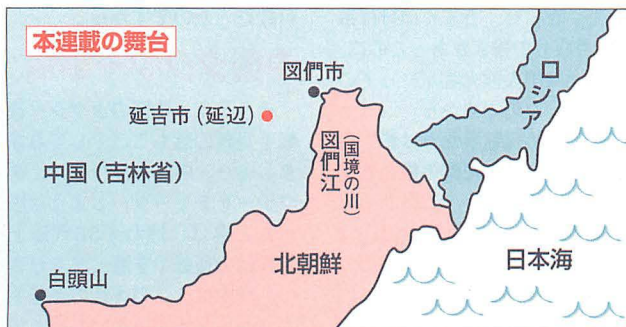 本連載の舞台
図們市
延吉市(延辺)
中国(吉林省)
図們江
(国境の川)
ロシア
北朝鮮
日本海
白頭山